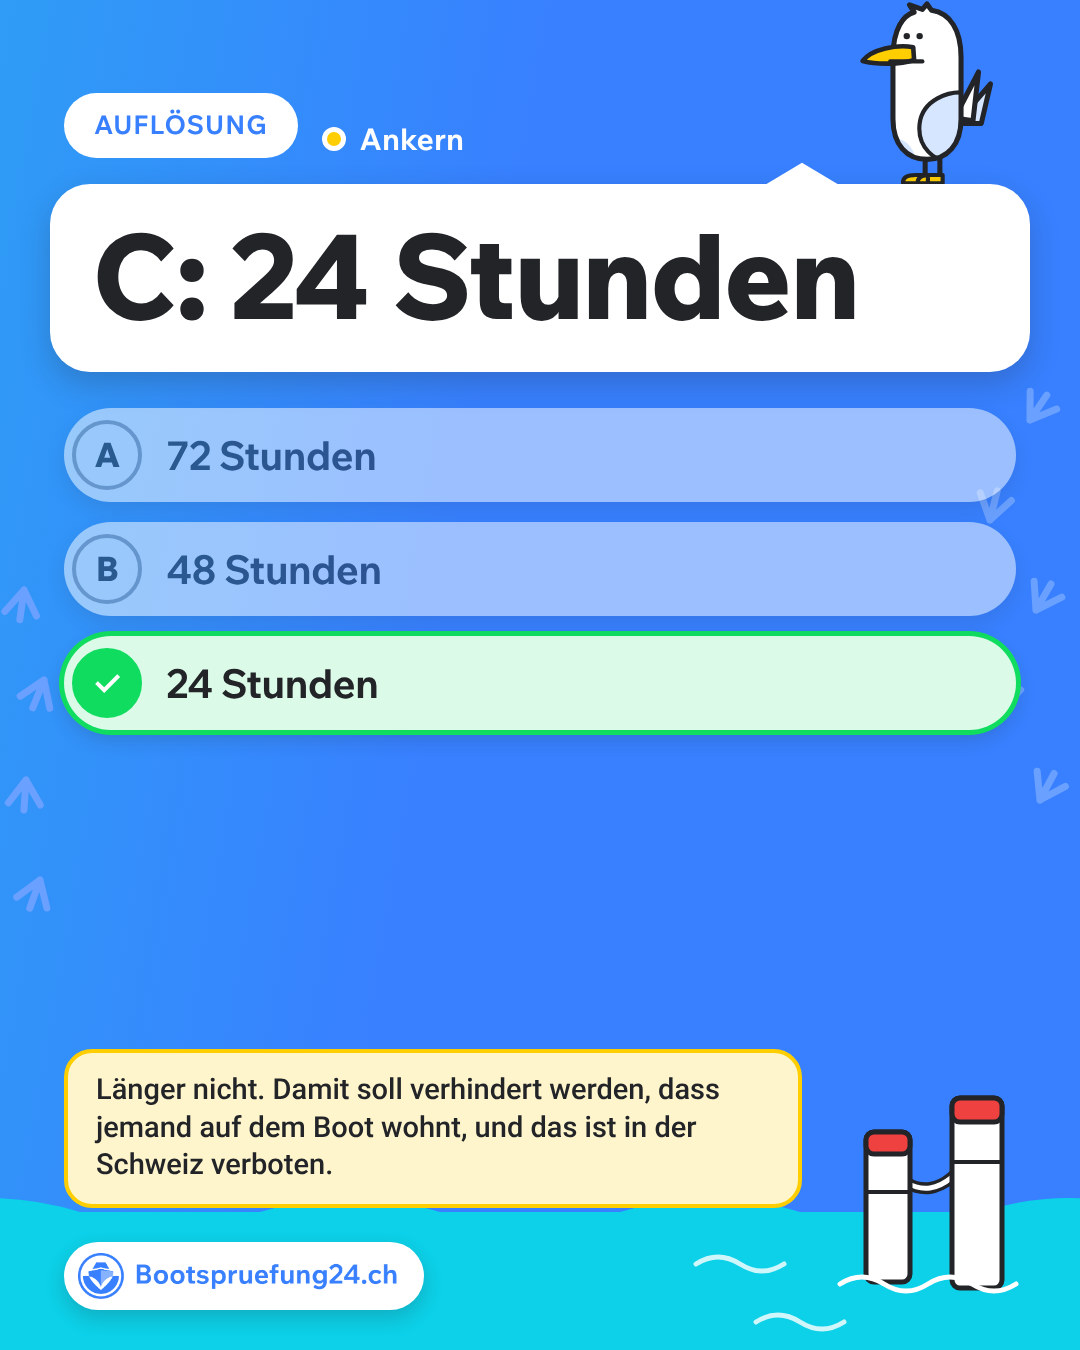 AUFLÖSUNG
Ankern
C: 24 Stunden
A 72 Stunden
B 48 Stunden
24 Stunden
Länger nicht. Damit soll verhindert werden, dass
jemand auf dem Boot wohnt, und das ist in der
Schweiz verboten.
Bootspruefung24.ch